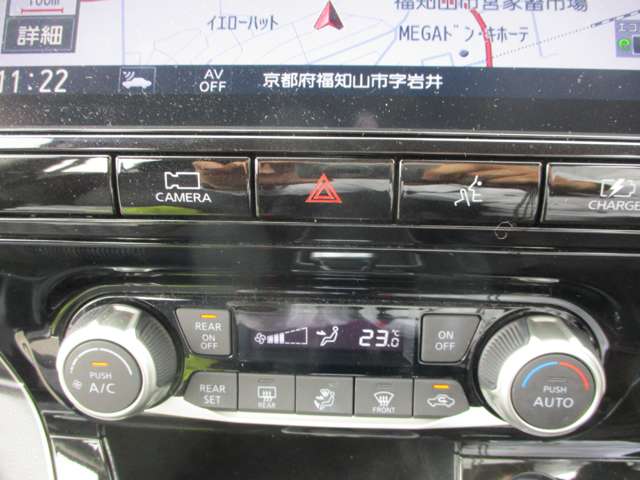 100m
福知山市営家畜市場
イエローハット
詳細
MEGAドン・キホーテ
エコ
11:22
AV
OFF
京都府福知山市字岩井
CAMERA
CHARGE
REAR
ON
OFF
23.0
℃
ON
OFF
PUSH
A/C
REAR
SET
REAR
FRONT
PUSH
AUTO